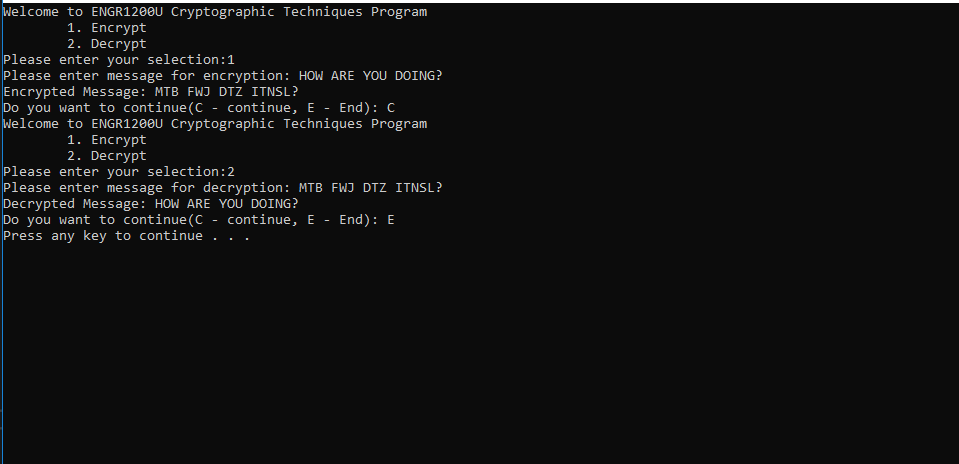 Welcome to ENGR1200U Cryptographic Techniques Program
1. Encrypt
2. Decrypt
Please enter your selection:1
Please enter message for encryption: HOW ARE YOU DOING?
Encrypted Message: MTB FWJ DTZ ITNSL?
Do you want to continue(C - continue, E - End): C
Welcome to ENGR1200U Cryptographic Techniques Program
1. Encrypt
2. Decrypt
Please enter your selection:2
Please enter message for decryption: MTB FWJ DTZ ITNSL?
Decrypted Message: HOW ARE YOU DOING?
Do you want to continue(C - continue, E - End): E
Press any key to continue . . .